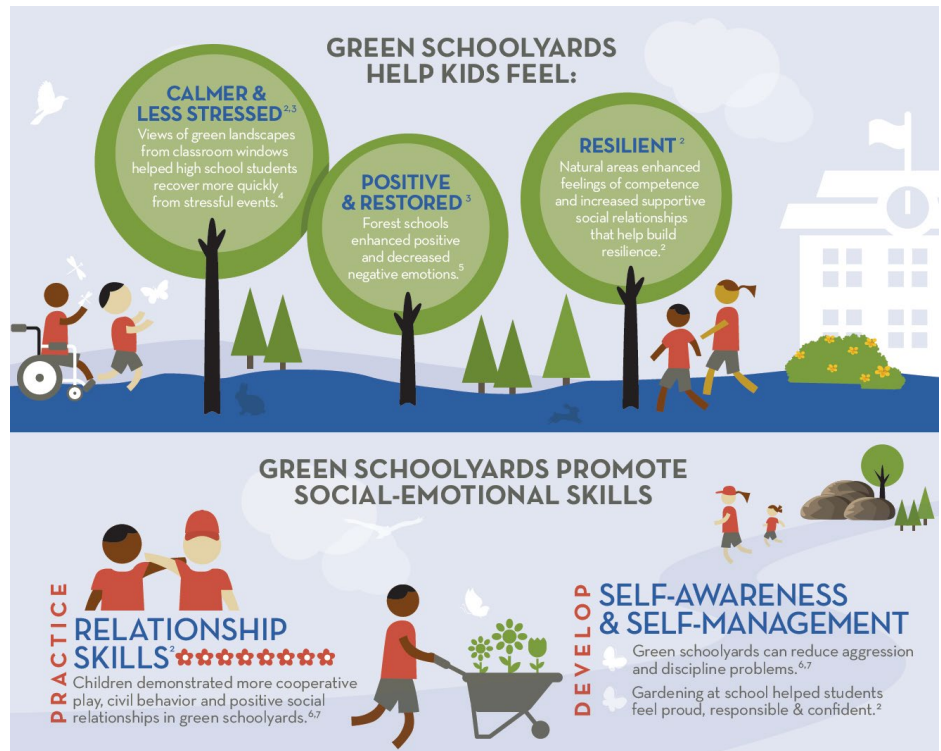 GREEN SCHOOLYARDS
HELP KIDS FEEL:
CALMER &
LESS STRESSED2,3
Views of green landscapes
from classroom windows
helped high school students
recover more quickly
from stressful events.4
POSITIVE
& RESTORED3
Forest schools
enhanced positive
and decreased
negative emotions.5
RESILIENT2
Natural areas enhanced
feelings of competence
and increased supportive
social relationships
that help build
resilience.2
GREEN SCHOOLYARDS PROMOTE
SOCIAL-EMOTIONAL SKILLS
PRACTICE
RELATIONSHIP
SKILLS2
Children demonstrated more cooperative
play, civil behavior and positive social
relationships in green schoolyards.6,7
DEVELOP
SELF-AWARENESS
& SELF-MANAGEMENT
Green schoolyards can reduce aggression
and discipline problems.6,7
Gardening at school helped students
feel proud, responsible & confident.2